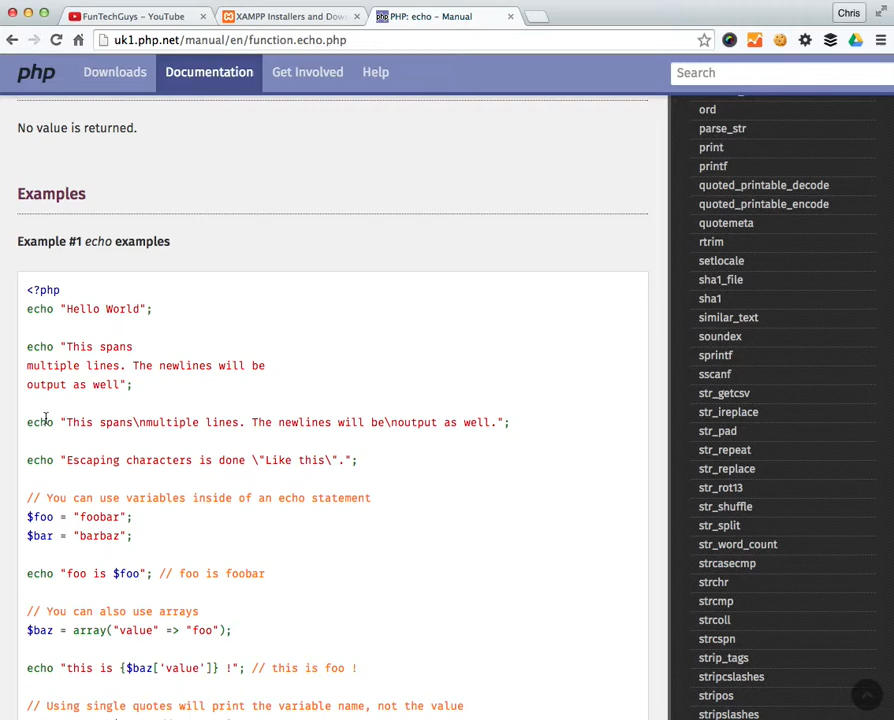 FunTechGuys - YouTube
XAMPP Installers and Down
PHP: echo - Manual
Chris
uk1.php.net/manual/en/function.echo.php
php
Downloads
Documentation
Get Involved
Help
Search
No value is returned.
Examples
Example #1 echo examples
<?php
echo "Hello World";
echo "This spans
multiple lines. The newlines will be
output as well";
echo "This spans\nmultiple lines. The newlines will be\noutput as well.";
echo "Escaping characters is done \"Like this\".";
// You can use variables inside of an echo statement
$foo = "foobar";
$bar = "barbaz";
echo "foo is $foo"; // foo is foobar
// You can also use arrays
$baz = array("value" => "foo");
echo "this is {$baz['value']} !"; // this is foo !
// Using single quotes will print the variable name, not the value
ord
parse_str
print
printf
quoted_printable_decode
quoted_printable_encode
quotemeta
rtrim
setlocale
sha1_file
sha1
similar_text
soundex
sprintf
sscanf
str_getcsv
str_ireplace
str_pad
str_repeat
str_replace
str_rot13
str_shuffle
str_split
str_word_count
strcasecmp
strchr
strcmp
strcoll
strcspn
strip_tags
stripcslashes
stripos
stripslashes